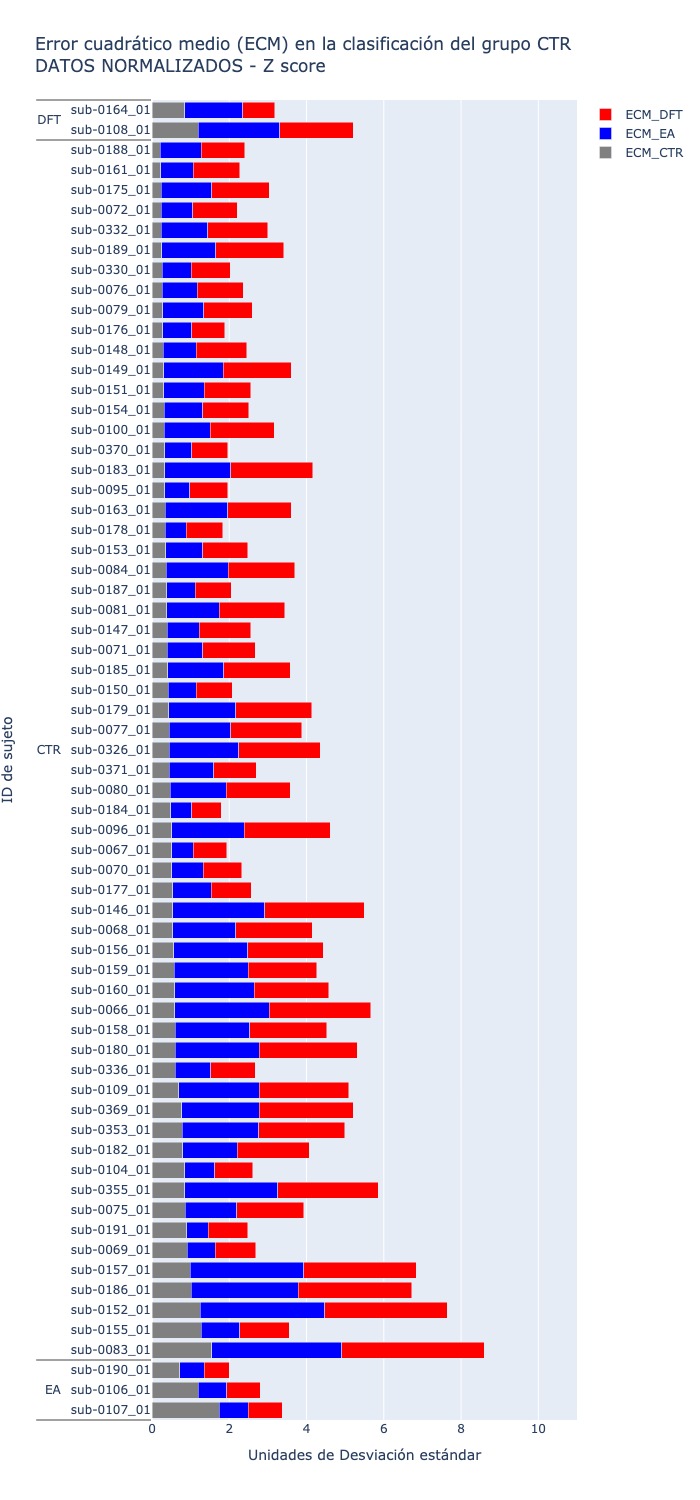 Error cuadrático medio (ECM) en la clasificación del grupo CTR
DATOS NORMALIZADOS - Z score
ECM_DFT
ECM_EA
ECM_CTR
ID de sujeto
DFT
sub-0164_01
sub-0108_01
CTR
sub-0188_01
sub-0161_01
sub-0175_01
sub-0072_01
sub-0332_01
sub-0189_01
sub-0330_01
sub-0076_01
sub-0079_01
sub-0176_01
sub-0148_01
sub-0149_01
sub-0151_01
sub-0154_01
sub-0100_01
sub-0370_01
sub-0183_01
sub-0095_01
sub-0163_01
sub-0178_01
sub-0153_01
sub-0084_01
sub-0187_01
sub-0081_01
sub-0147_01
sub-0071_01
sub-0185_01
sub-0150_01
sub-0179_01
sub-0077_01
sub-0326_01
sub-0371_01
sub-0080_01
sub-0184_01
sub-0096_01
sub-0067_01
sub-0070_01
sub-0177_01
sub-0146_01
sub-0068_01
sub-0156_01
sub-0159_01
sub-0160_01
sub-0066_01
sub-0158_01
sub-0180_01
sub-0336_01
sub-0109_01
sub-0369_01
sub-0353_01
sub-0182_01
sub-0104_01
sub-0355_01
sub-0075_01
sub-0191_01
sub-0069_01
sub-0157_01
sub-0186_01
sub-0152_01
sub-0155_01
sub-0083_01
EA
sub-0190_01
sub-0106_01
sub-0107_01
0 2 4 6 8 10
Unidades de Desviación estándar